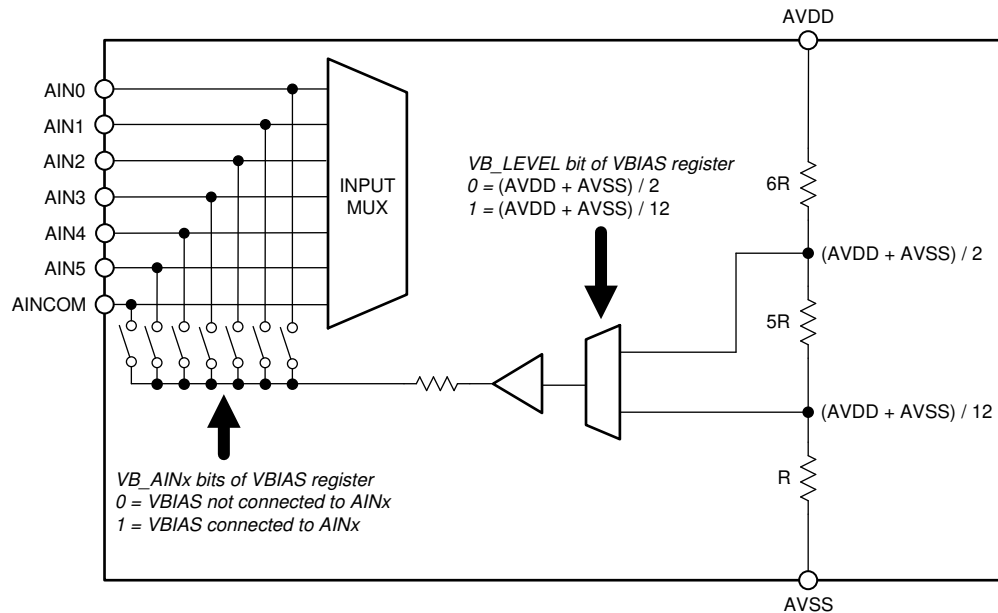 AVDD
AIN0
AIN1
AIN2
AIN3
AIN4
AIN5
AINCOM
INPUT
MUX
VB_LEVEL bit of VBIAS register
0 = (AVDD + AVSS) / 2
1 = (AVDD + AVSS) / 12
6R
(AVDD + AVSS) / 2
5R
(AVDD + AVSS) / 12
R
VB_AINx bits of VBIAS register
0 = VBIAS not connected to AINx
1 = VBIAS connected to AINx
AVSS